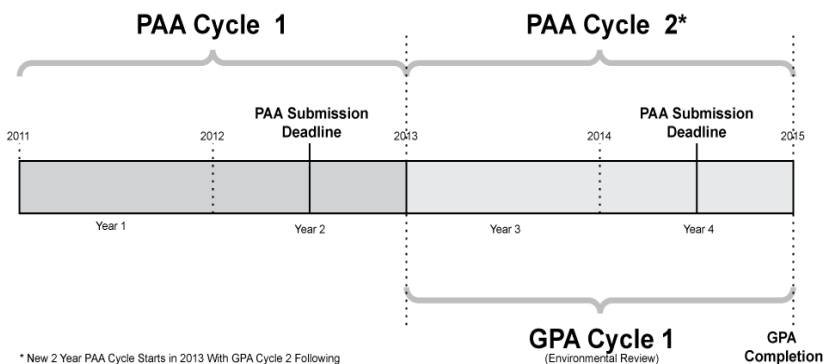 PAA Cycle 1
PAA Cycle 2*
PAA Submission
Deadline
PAA Submission
Deadline
2011
2012
2013
2014
2015
Year 1
Year 2
Year 3
Year 4
GPA Cycle 1
(Environmental Review)
GPA
Completion
* New 2 Year PAA Cycle Starts in 2013 With GPA Cycle 2 Following